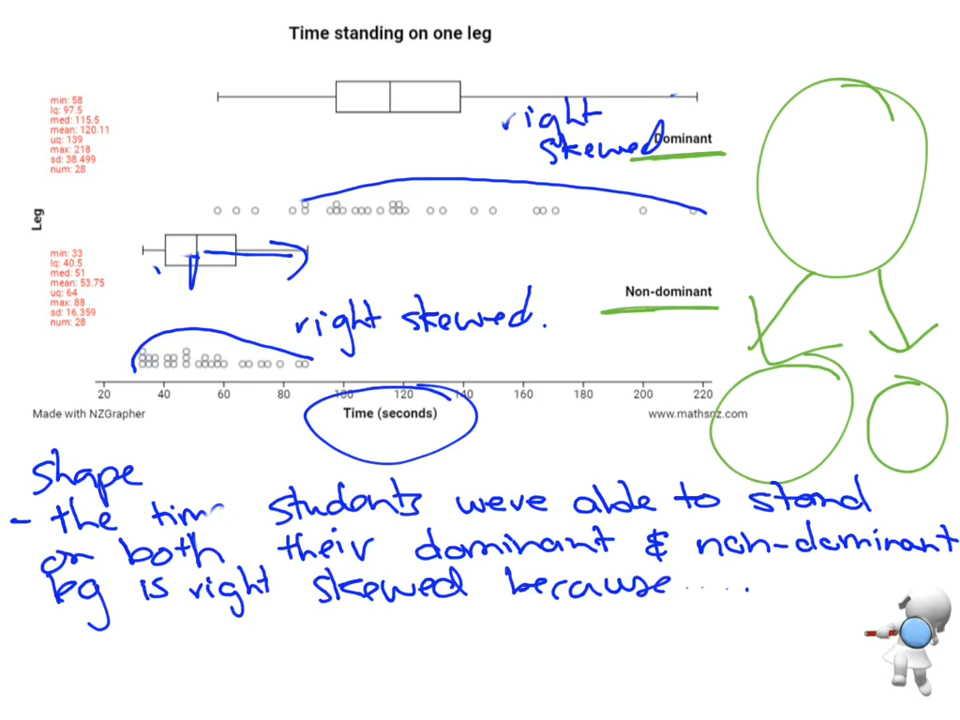 Time standing on one leg
min: 58
lq: 97.5
med: 115.5
mean: 120.11
uq: 139
max: 218
sd: 38.499
num: 28
right
skewed
Dominant
Leg
min: 33
lq: 40.5
med: 51
mean: 53.75
uq: 64
max: 88
sd: 16.359
num: 28
Non-dominant
right skewed.
20 40 60 80 100 120 140 160 180 200 220
Made with NZGrapher Time (seconds) www.mathsnz.com
Shape
- the tim students were able to stand
on both their dominant & non-dominant
leg is right skewed because .....